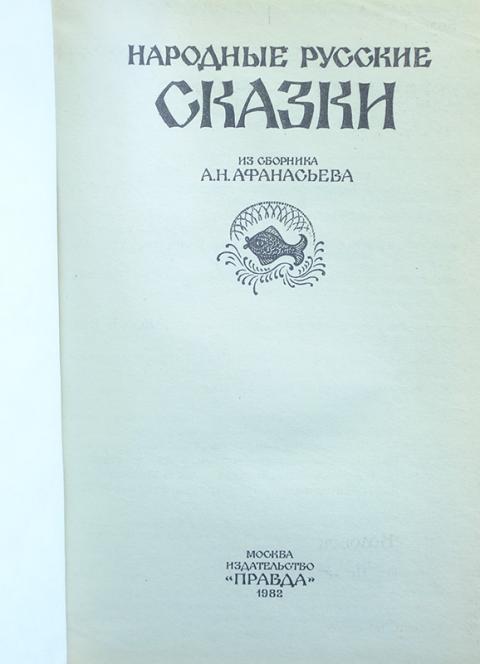 НАРОДНЫЕ РУССКИЕ
СКАЗКИ
ИЗ СБОРНИКА
А.Н.АФАНАСЬЕВА
МОСКВА
ИЗДАТЕЛЬСТВО
«ПРАВДА»
1982